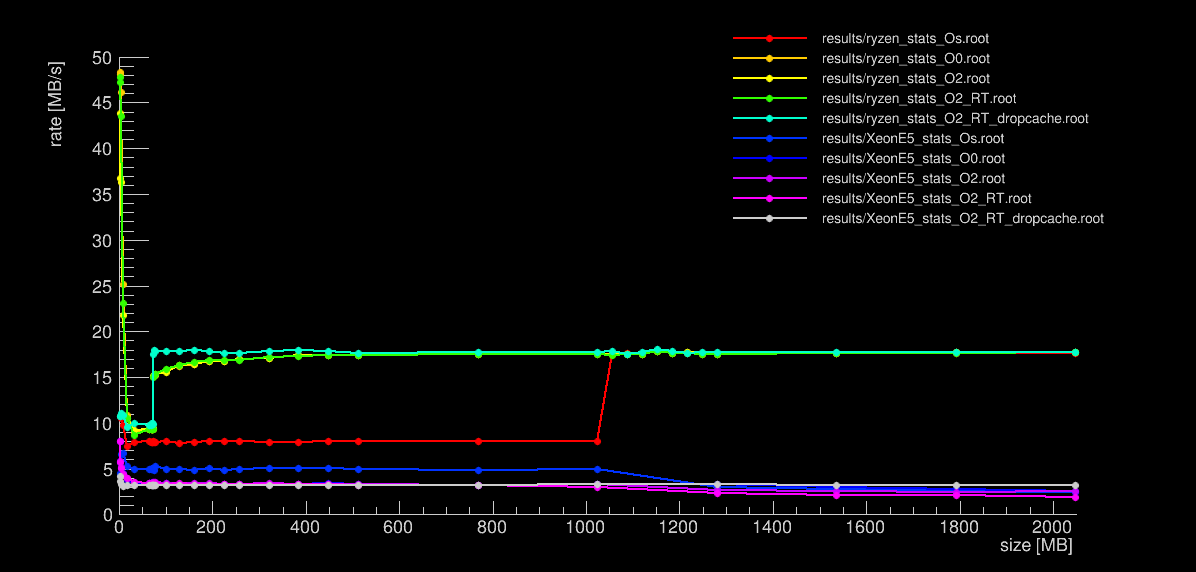 results/ryzen_stats_Os.root
results/ryzen_stats_O0.root
results/ryzen_stats_O2.root
results/ryzen_stats_O2_RT.root
results/ryzen_stats_O2_RT_dropcache.root
results/XeonE5_stats_Os.root
results/XeonE5_stats_O0.root
results/XeonE5_stats_O2.root
results/XeonE5_stats_O2_RT.root
results/XeonE5_stats_O2_RT_dropcache.root
rate [MB/s]
50
45
40
35
30
25
20
15
10
5
0
0 200 400 600 800 1000 1200 1400 1600 1800 2000
size [MB]